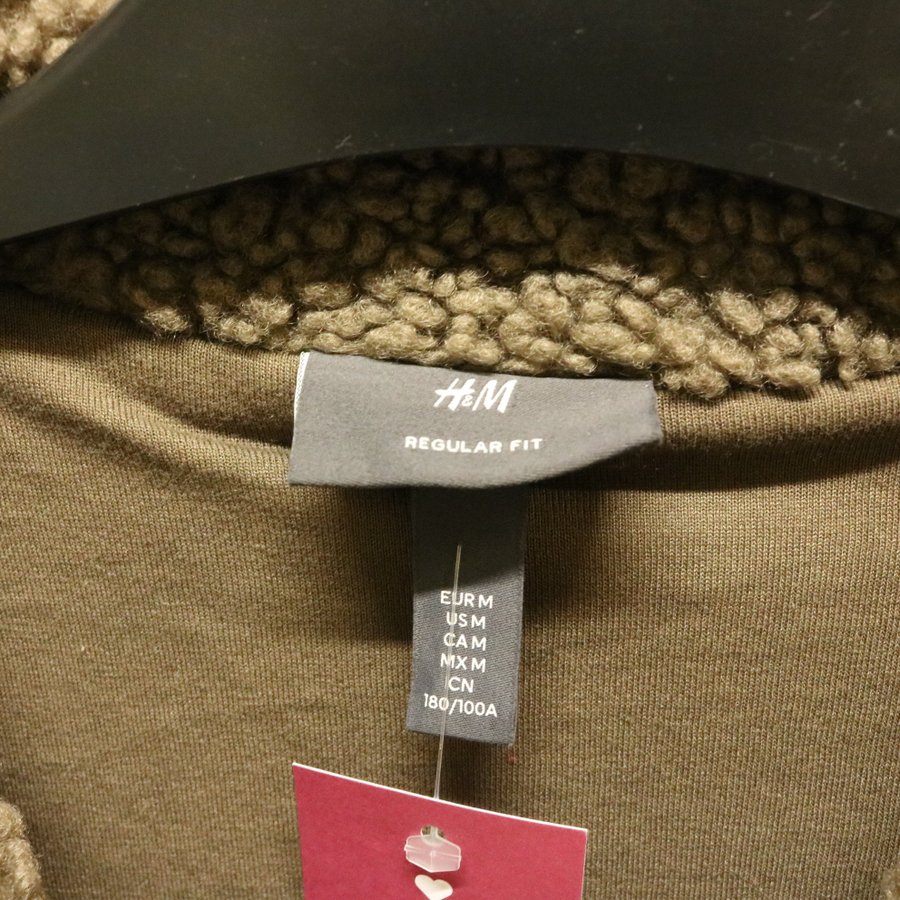 H&M
REGULAR FIT
EUR M
US M
CA M
MX M
CN
180/100A